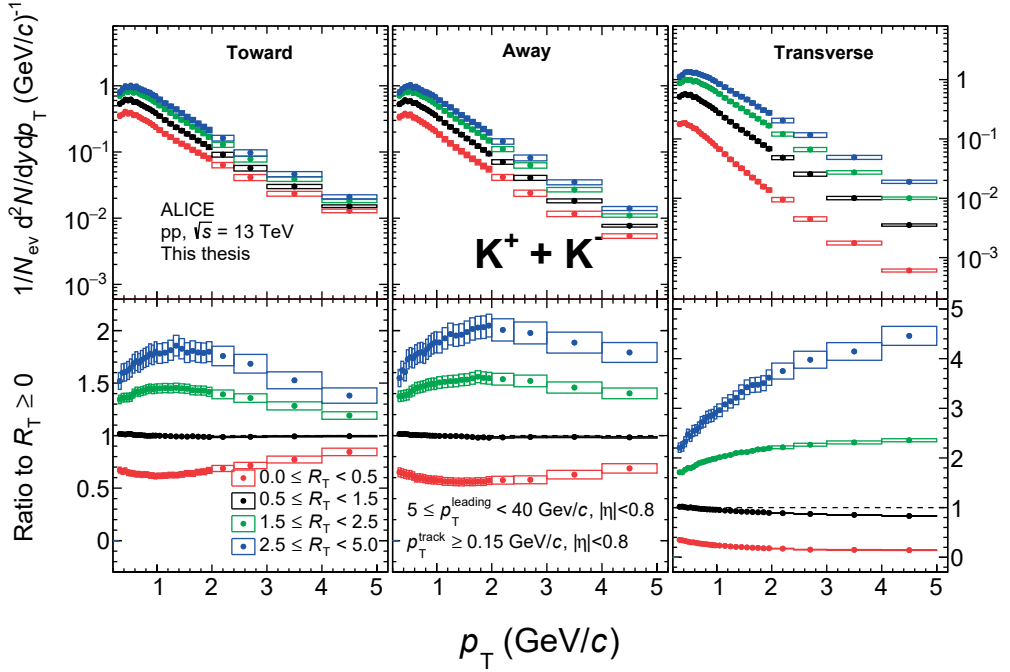 Toward
Away
Transverse
1/N_ev d²N/dydp_T (GeV/c)⁻¹
1
10⁻¹
10⁻²
10⁻³
ALICE
pp, √s = 13 TeV
This thesis
K⁺ + K⁻
1
10⁻¹
10⁻²
10⁻³
Ratio to R_T ≥ 0
2
1.5
1
0.5
0
0.0 ≤ R_T < 0.5
0.5 ≤ R_T < 1.5
1.5 ≤ R_T < 2.5
2.5 ≤ R_T < 5.0
5 ≤ p_T^leading < 40 Gev/c, |η|<0.8
p_T^track ≥ 0.15 GeV/c, |η|<0.8
5
4
3
2
1
0
1 2 3 4 5
1 2 3 4 5
1 2 3 4 5
p_T (GeV/c)